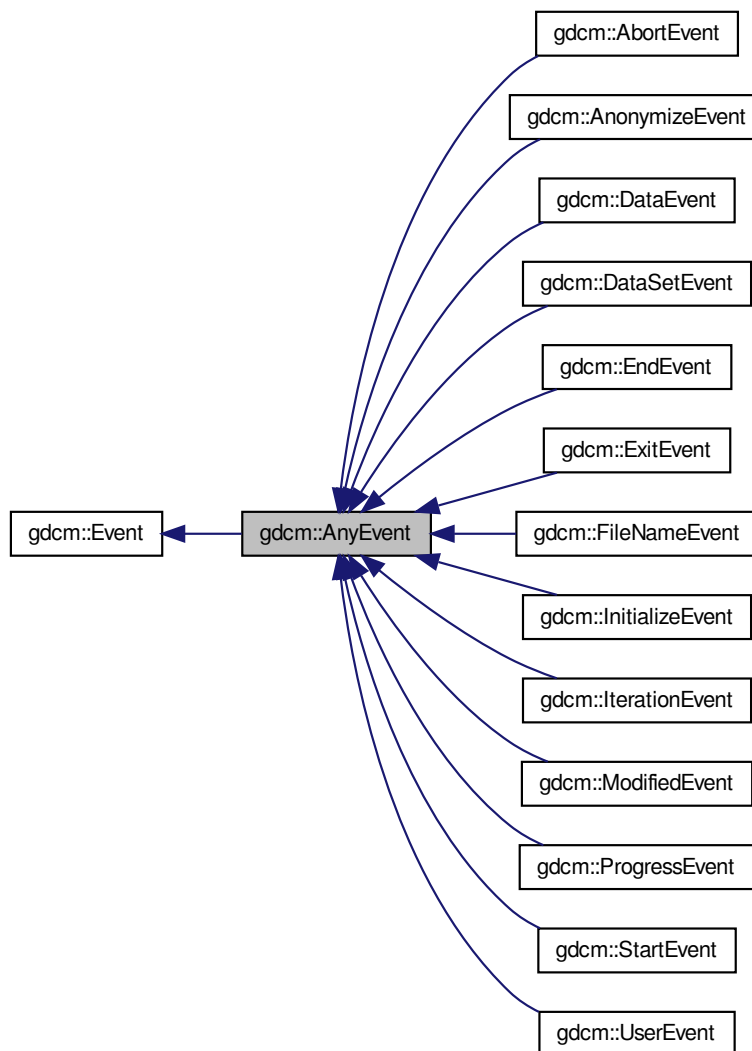 gdcm::AbortEvent
gdcm::AnonymizeEvent
gdcm::DataEvent
gdcm::DataSetEvent
gdcm::EndEvent
gdcm::ExitEvent
gdcm::Event
gdcm::AnyEvent
gdcm::FileNameEvent
gdcm::InitializeEvent
gdcm::IterationEvent
gdcm::ModifiedEvent
gdcm::ProgressEvent
gdcm::StartEvent
gdcm::UserEvent